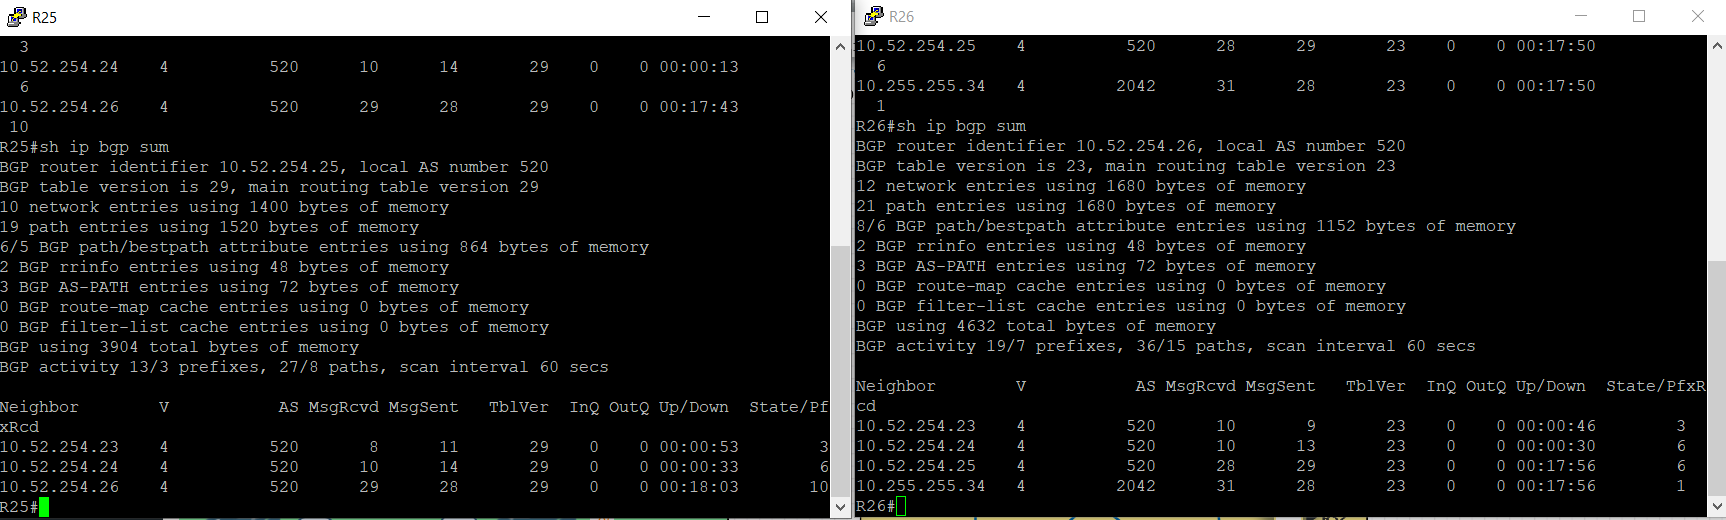 R25
3
10.52.254.24 4 520 10 14 29 0 0 00:00:13
6
10.52.254.26 4 520 29 28 29 0 0 00:17:43
10
R25#sh ip bgp sum
BGP router identifier 10.52.254.25, local AS number 520
BGP table version is 29, main routing table version 29
10 network entries using 1400 bytes of memory
19 path entries using 1520 bytes of memory
6/5 BGP path/bestpath attribute entries using 864 bytes of memory
2 BGP rrinfo entries using 48 bytes of memory
3 BGP AS-PATH entries using 72 bytes of memory
0 BGP route-map cache entries using 0 bytes of memory
0 BGP filter-list cache entries using 0 bytes of memory
BGP using 3904 total bytes of memory
BGP activity 13/3 prefixes, 27/8 paths, scan interval 60 secs
Neighbor V AS MsgRcvd MsgSent TblVer InQ OutQ Up/Down State/Pf
xRcd
10.52.254.23 4 520 8 11 29 0 0 00:00:53 3
10.52.254.24 4 520 10 14 29 0 0 00:00:33 6
10.52.254.26 4 520 29 28 29 0 0 00:18:03 10
R25#
R26
10.52.254.25 4 520 28 29 23 0 0 00:17:50
6
10.255.255.34 4 2042 31 28 23 0 0 00:17:50
1
R26#sh ip bgp sum
BGP router identifier 10.52.254.26, local AS number 520
BGP table version is 23, main routing table version 23
12 network entries using 1680 bytes of memory
21 path entries using 1680 bytes of memory
8/6 BGP path/bestpath attribute entries using 1152 bytes of memory
2 BGP rrinfo entries using 48 bytes of memory
3 BGP AS-PATH entries using 72 bytes of memory
0 BGP route-map cache entries using 0 bytes of memory
0 BGP filter-list cache entries using 0 bytes of memory
BGP using 4632 total bytes of memory
BGP activity 19/7 prefixes, 36/15 paths, scan interval 60 secs
Neighbor V AS MsgRcvd MsgSent TblVer InQ OutQ Up/Down State/PfxR
cd
10.52.254.23 4 520 10 9 23 0 0 00:00:46 3
10.52.254.24 4 520 10 13 23 0 0 00:00:30 6
10.52.254.25 4 520 28 29 23 0 0 00:17:56 6
10.255.255.34 4 2042 31 28 23 0 0 00:17:56 1
R26#